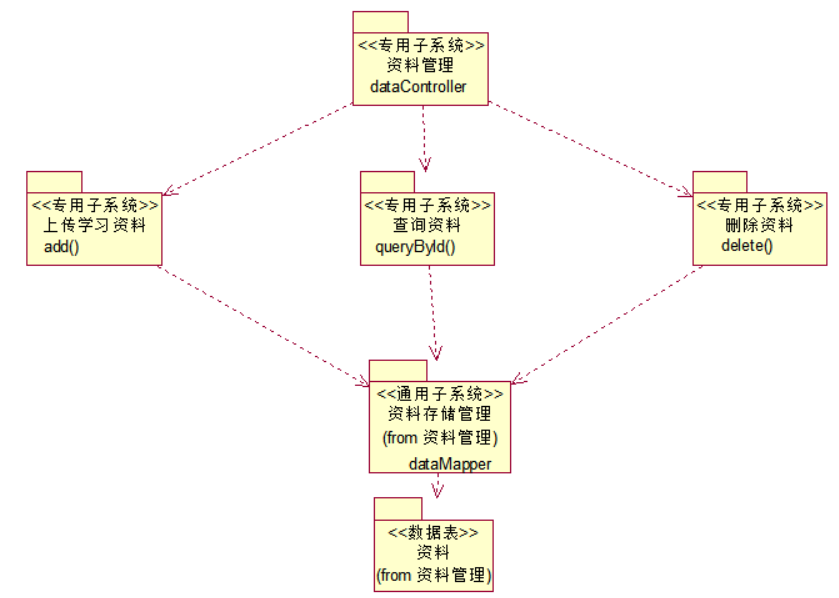 <<专用子系统>>
资料管理
dataController
<<专用子系统>>
上传学习资料
add()
<<专用子系统>>
查询资料
queryById()
<<专用子系统>>
删除资料
delete()
<<通用子系统>>
资料存储管理
(from 资料管理)
dataMapper
<<数据表>>
资料
(from 资料管理)